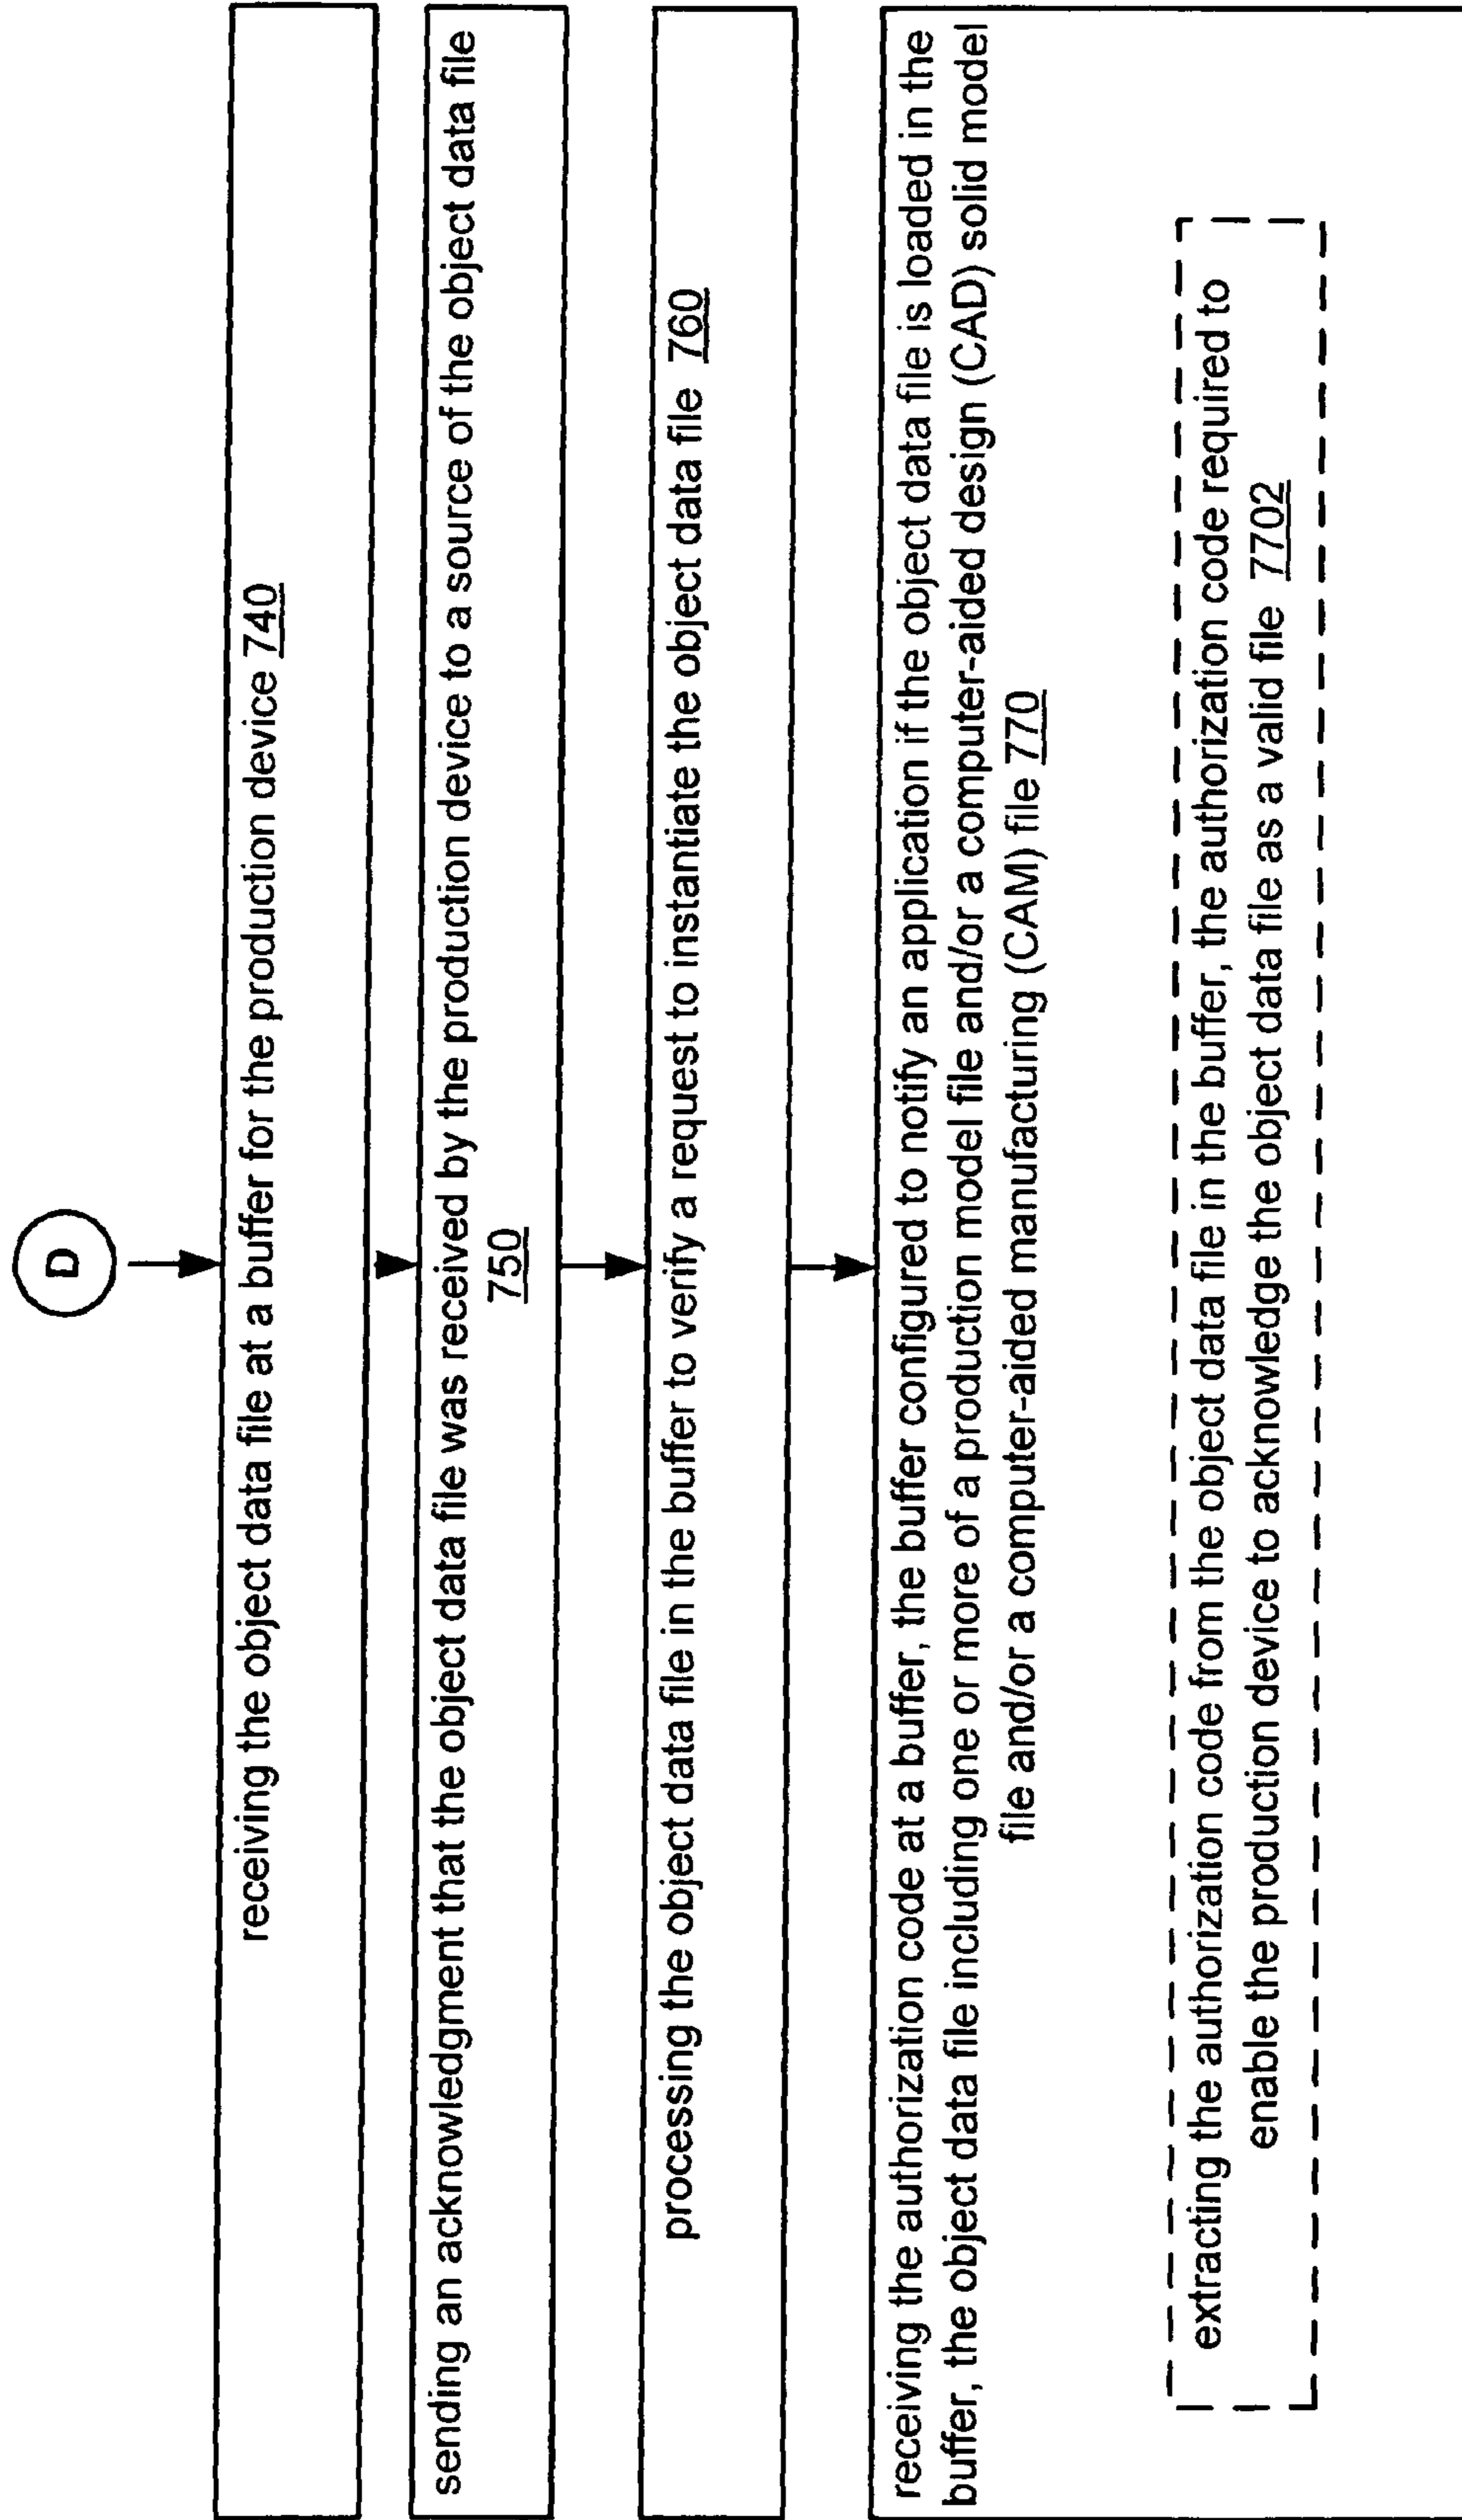 D
receiving the object data file at a buffer for the production device 740
sending an acknowledgment that the object data file was received by the production device to a source of the object data file
750
processing the object data file in the buffer to verify a request to instantiate the object data file 760
receiving the authorization code at a buffer, the buffer configured to notify an application if the object data file is loaded in the
buffer, the object data file including one or more of a production model file and/or a computer-aided design (CAD) solid model
file and/or a computer-aided manufacturing (CAM) file 770
extracting the authorization code from the object data file in the buffer, the authorization code required to
enable the production device to acknowledge the object data file as a valid file 7702